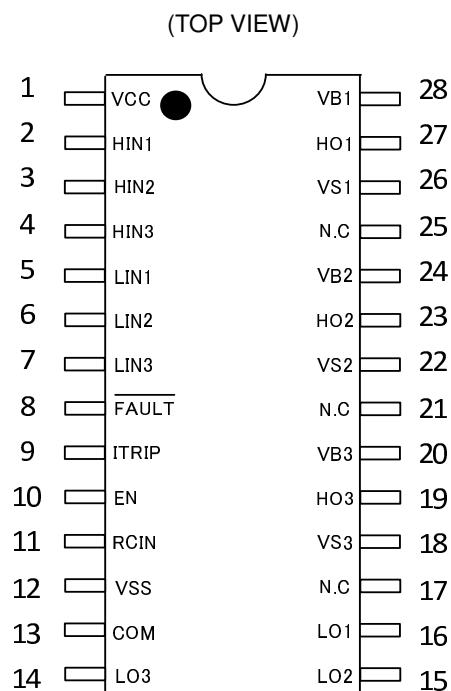 (TOP VIEW)
1 VCC VB1 28
2 HIN1 HO1 27
3 HIN2 VS1 26
4 HIN3 N.C 25
5 LIN1 VB2 24
6 LIN2 HO2 23
7 LIN3 VS2 22
8 FAULT N.C 21
9 ITRIP VB3 20
10 EN HO3 19
11 RCIN VS3 18
12 VSS N.C 17
13 COM LO1 16
14 LO3 LO2 15